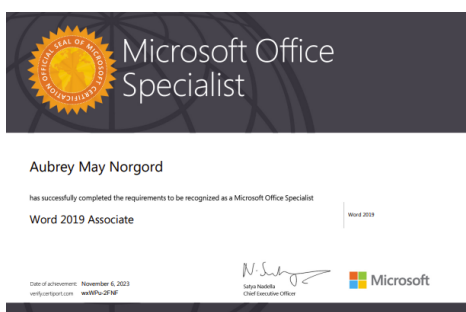 OFFICIAL SEAL OF MICROSOFT CERTIFICATION
Microsoft Office
Specialist
Aubrey May Norgord
has successfully completed the requirements to be recognized as a Microsoft Office Specialist
Word 2019 Associate
Word 2019
Date of achievement: November 6, 2023
verify.certiport.com wxWPu-2FNF
Satya Nadella
Chief Executive Officer
Microsoft